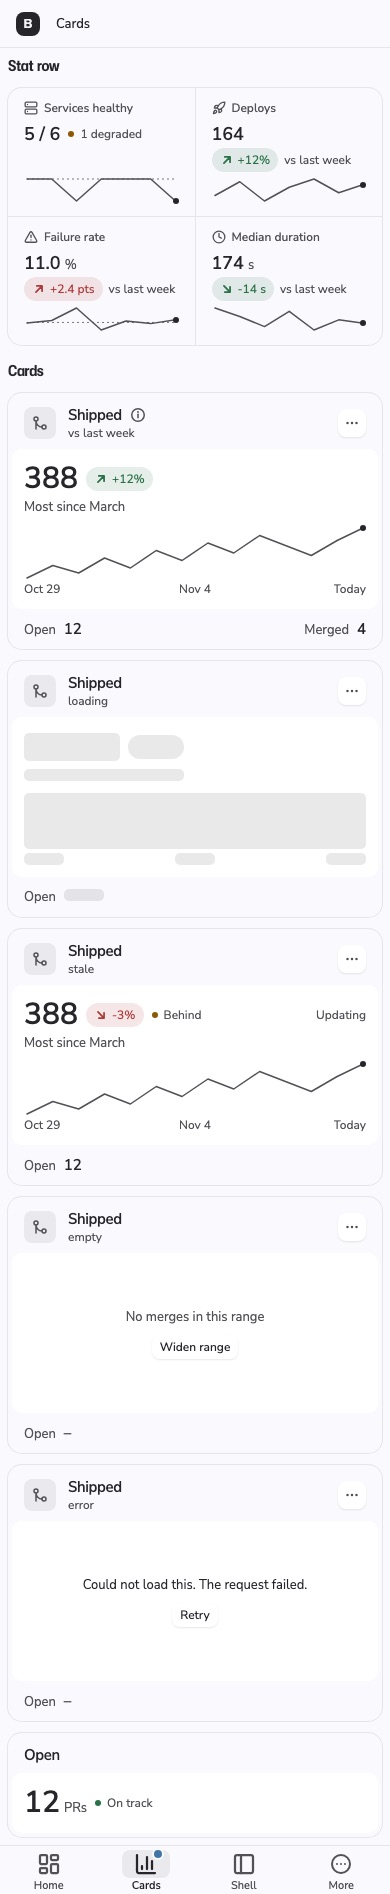 B Cards
Stat row
Services healthy
5 / 6 1 degraded
Deploys
164
+12% vs last week
Failure rate
11.0 %
+2.4 pts vs last week
Median duration
174 s
-14 s vs last week
Cards
Shipped
vs last week
388 +12%
Most since March
Oct 29 Nov 4 Today
Open 12 Merged 4
Shipped
loading
Open
Shipped
stale
388 -3% Behind Updating
Most since March
Oct 29 Nov 4 Today
Open 12
Shipped
empty
No merges in this range
Widen range
Open –
Shipped
error
Could not load this. The request failed.
Retry
Open –
Open
12 PRs On track
Home Cards Shell More